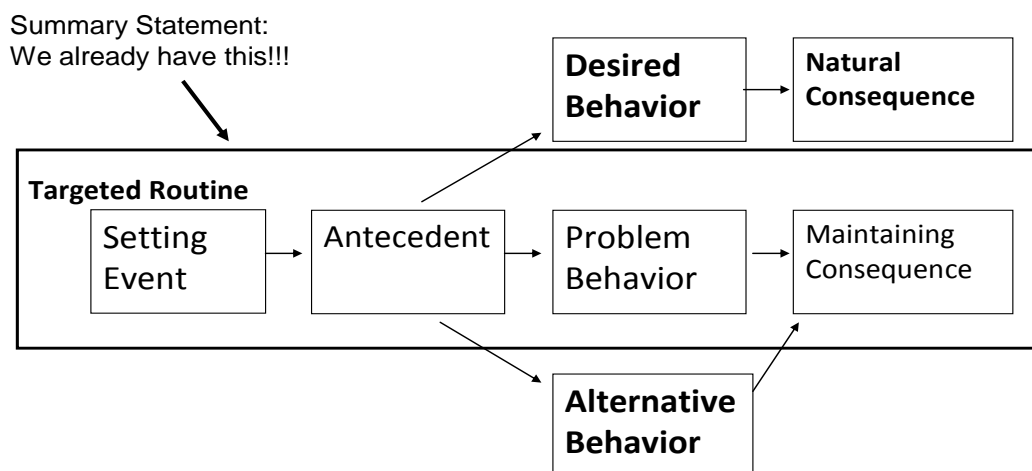 Summary Statement:
We already have this!!!
Desired
Behavior
Natural
Consequence
Targeted Routine
Setting
Event
Antecedent
Problem
Behavior
Maintaining
Consequence
Alternative
Behavior